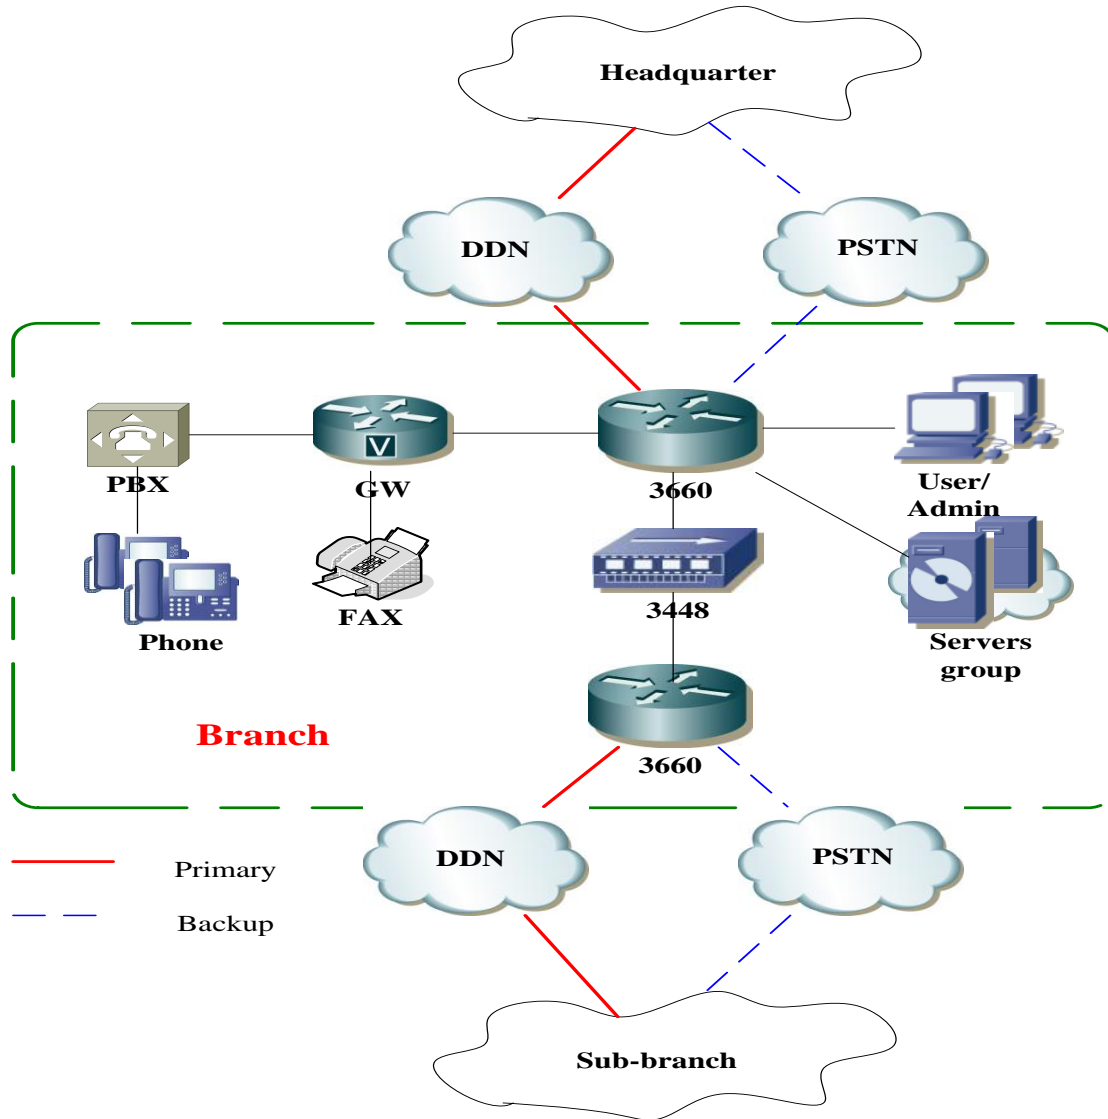 Headquarter
DDN
PSTN
V
PBX
GW
3660
User/
Admin
Phone
FAX
3448
Servers
group
Branch
3660
DDN
PSTN
Primary
Backup
Sub-branch